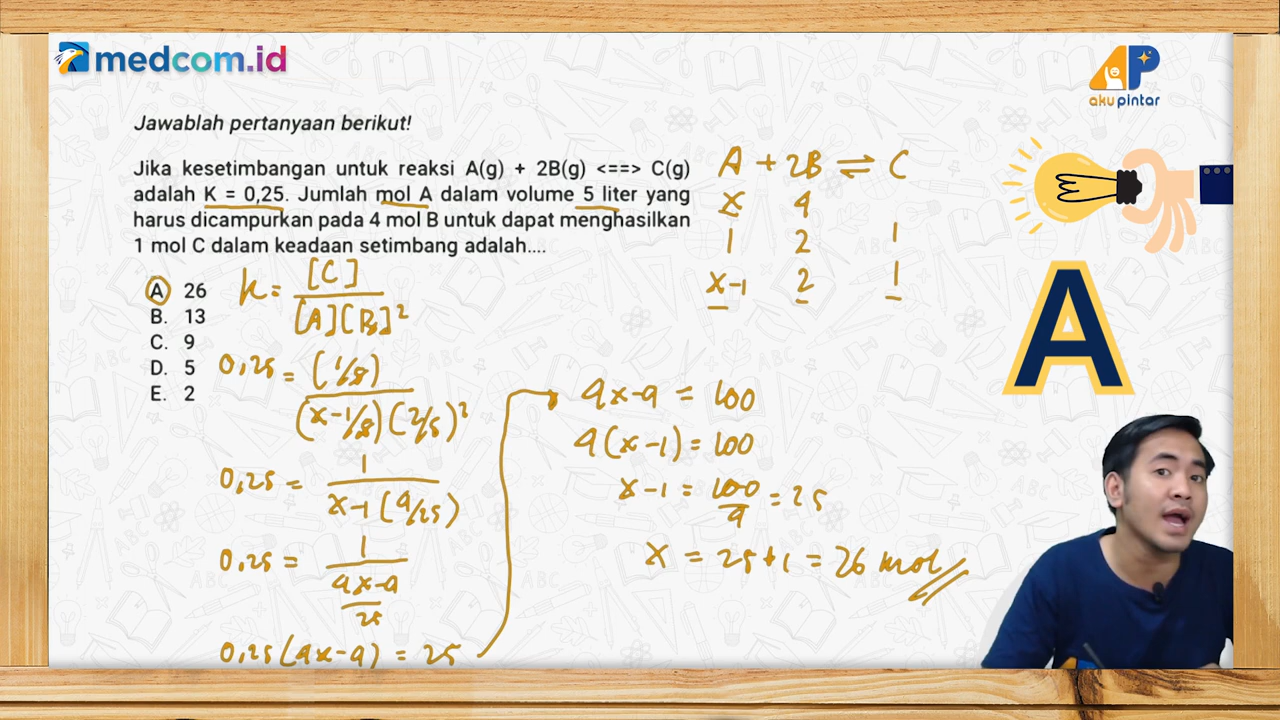 medcom.id
AP
aku pintar
Jawablah pertanyaan berikut!
Jika kesetimbangan untuk reaksi A(g) + 2B(g) <==> C(g)
adalah K = 0,25. Jumlah mol A dalam volume 5 liter yang
harus dicampurkan pada 4 mol B untuk dapat menghasilkan
1 mol C dalam keadaan setimbang adalah....
A 26
B. 13
C. 9
D. 5
E. 2
K = [C] / [A][B]²
0,25 = (1/5) / (x-1/5)(2/5)²
0,25 = 1 / x-1(4/25)
0,25 = 1 / 4x-4 / 25
0,25(4x-4) = 25
A + 2B ⇌ C
x 4
1 2 1
x-1 2 1
4x-4 = 100
4(x-1) = 100
x-1 = 100/4 = 25
x = 25+1 = 26 mol
A